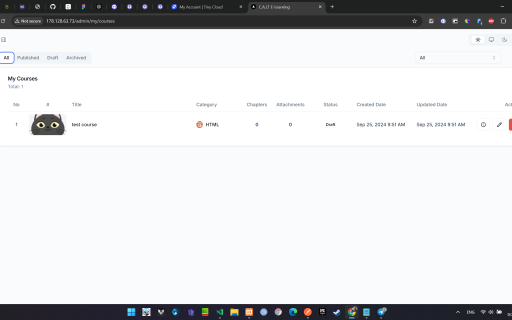 My Account | Tiny Cloud
CAJT E-learning
Not secure 178.128.63.73/admin/my/courses
All Published Draft Archived All
My Courses
Total: 1
No # Title Category Chapters Attachments Status Created Date Updated Date
1 test course HTML 0 0 Draft Sep 25, 2024 9:51 AM Sep 25, 2024 9:51 AM
ENG